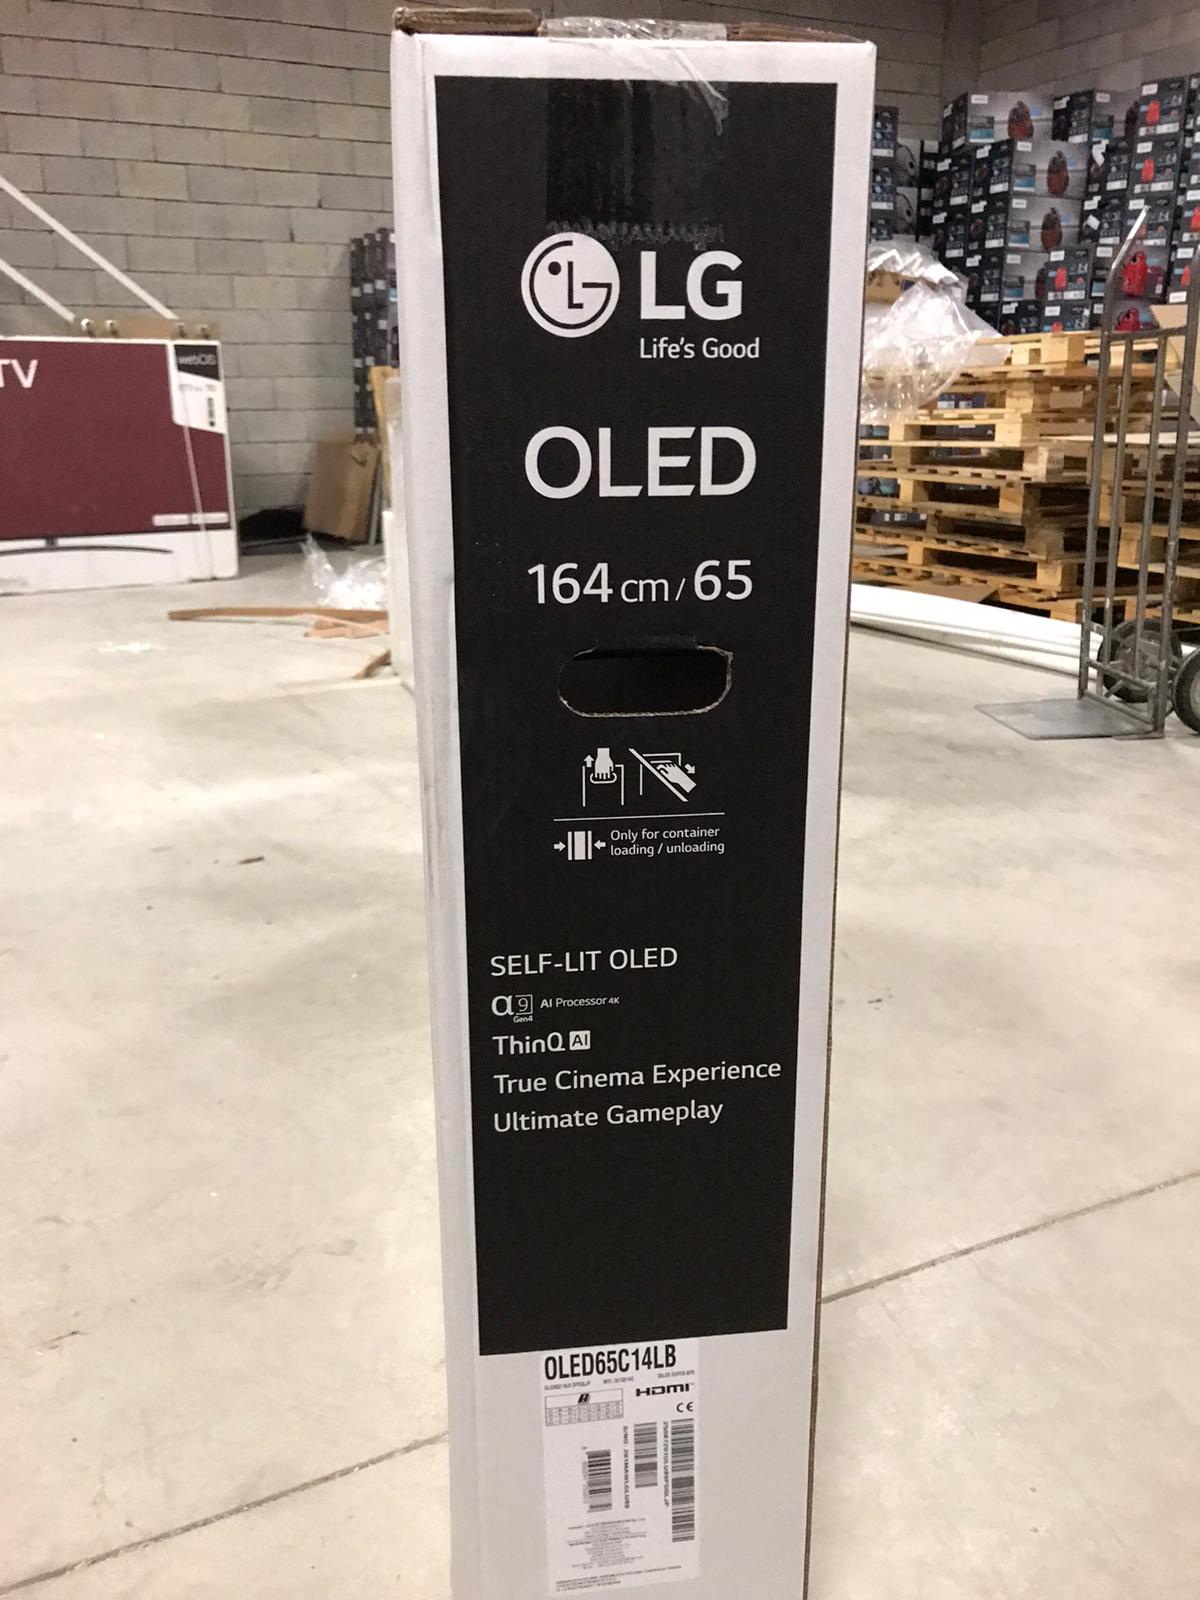 LG
Life's Good
OLED
164 cm / 65
Only for container
loading / unloading
SELF-LIT OLED
α9 AI Processor 4K
Gen4
ThinQ AI
True Cinema Experience
Ultimate Gameplay
OLED65C14LB
HDMI
CE
TV
webOS